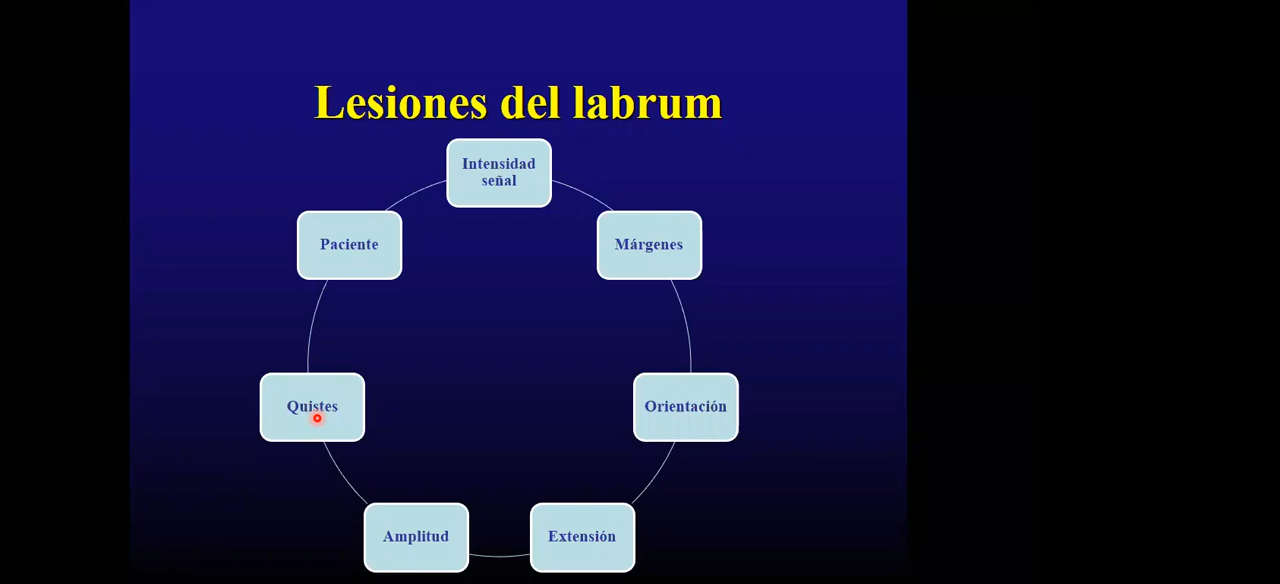 Lesiones del labrum
Intensidad
señal
Márgenes
Orientación
Extensión
Amplitud
Quistes
Paciente